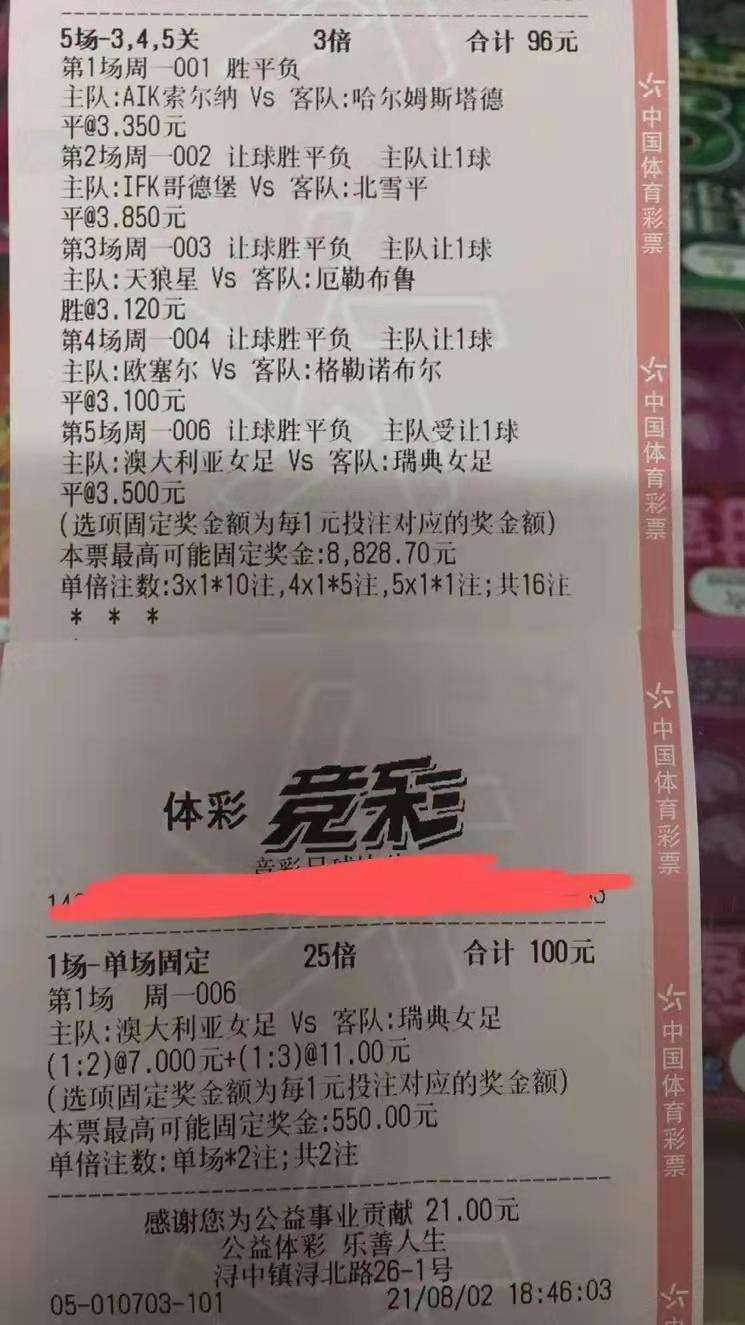 5场-3,4,5关 3倍 合计 96元
第1场周一001 胜平负
主队:AIK索尔纳 Vs 客队:哈尔姆斯塔德
平@3.350元
第2场周一002 让球胜平负 主队让1球
主队:IFK哥德堡 Vs 客队:北雪平
平@3.850元
第3场周一003 让球胜平负 主队让1球
主队:天狼星 Vs 客队:厄勒布鲁
胜@3.120元
第4场周一004 让球胜平负 主队让1球
主队:欧塞尔 Vs 客队:格勒诺布尔
平@3.100元
第5场周一006 让球胜平负 主队受让1球
主队:澳大利亚女足 Vs 客队:瑞典女足
平@3.500元
(选项固定奖金额为每1元投注对应的奖金额)
本票最高可能固定奖金:8,828.70元
单倍注数:3x1*10注,4x1*5注,5x1*1注;共16注
* * *
体彩 竞彩
1场-单场固定 25倍 合计 100元
第1场 周一006
主队:澳大利亚女足 Vs 客队:瑞典女足
(1:2)@7.000元+(1:3)@11.00元
(选项固定奖金额为每1元投注对应的奖金额)
本票最高可能固定奖金:550.00元
单倍注数:单场*2注;共2注
感谢您为公益事业贡献 21.00元
公益体彩 乐善人生
浔中镇浔北路26-1号
05-010703-101 21/08/02 18:46:03
中国体育彩票
中国体育彩票
中国体育彩票
中国体育彩票